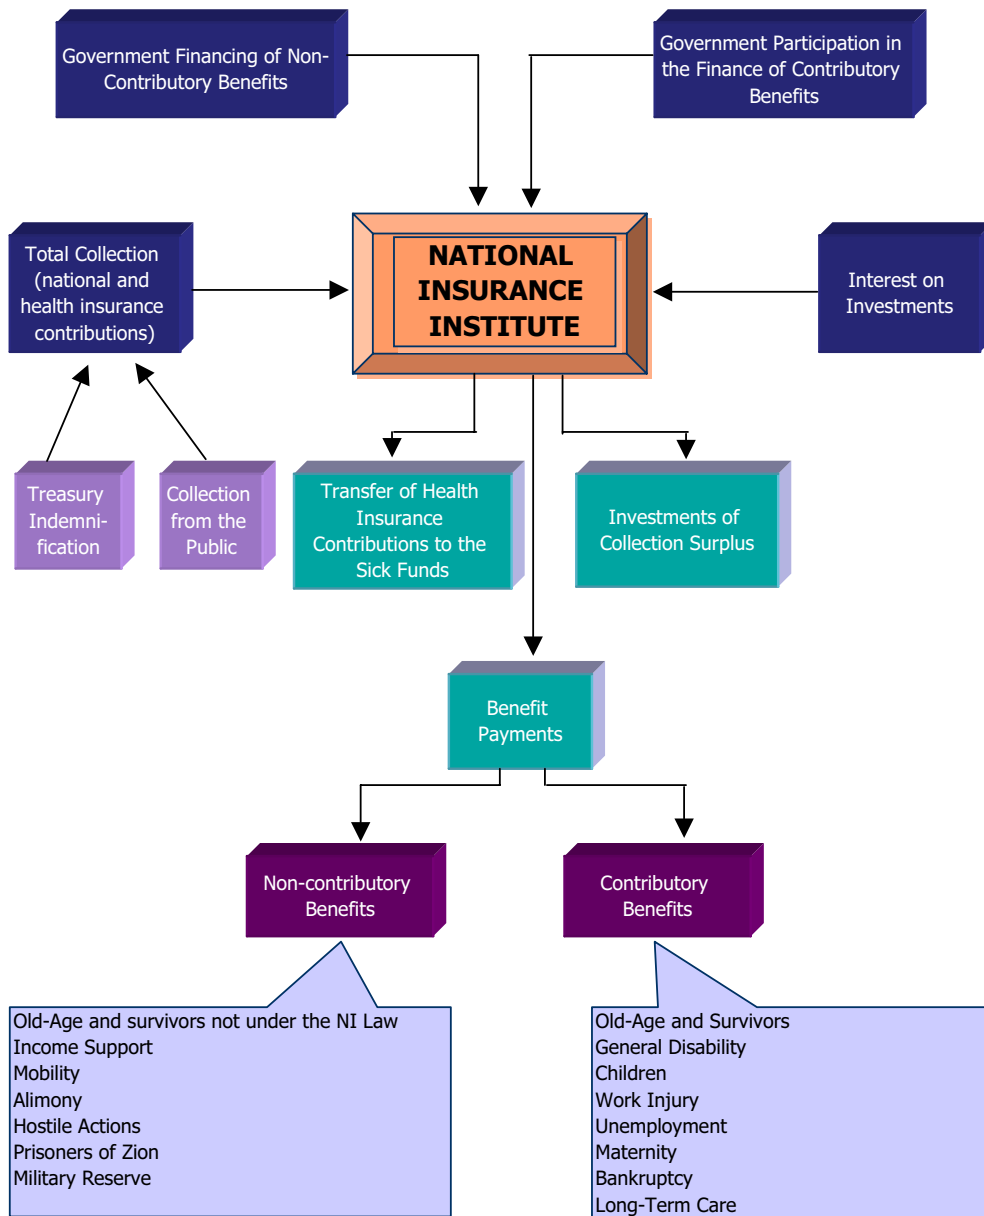 Government Financing of Non-
Contributory Benefits
Government Participation in
the Finance of Contributory
Benefits
Total Collection
(national and
health insurance
contributions)
NATIONAL
INSURANCE
INSTITUTE
Interest on
Investments
Treasury
Indemni-
fication
Collection
from the
Public
Transfer of Health
Insurance
Contributions to the
Sick Funds
Investments of
Collection Surplus
Benefit
Payments
Non-contributory
Benefits
Contributory
Benefits
Old-Age and survivors not under the NI Law
Income Support
Mobility
Alimony
Hostile Actions
Prisoners of Zion
Military Reserve
Old-Age and Survivors
General Disability
Children
Work Injury
Unemployment
Maternity
Bankruptcy
Long-Term Care